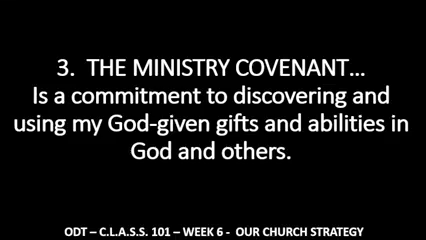 3. THE MINISTRY COVENANT...
Is a commitment to discovering and
using my God-given gifts and abilities in
God and others.
ODT – C.L.A.S.S. 101 – WEEK 6 - OUR CHURCH STRATEGY